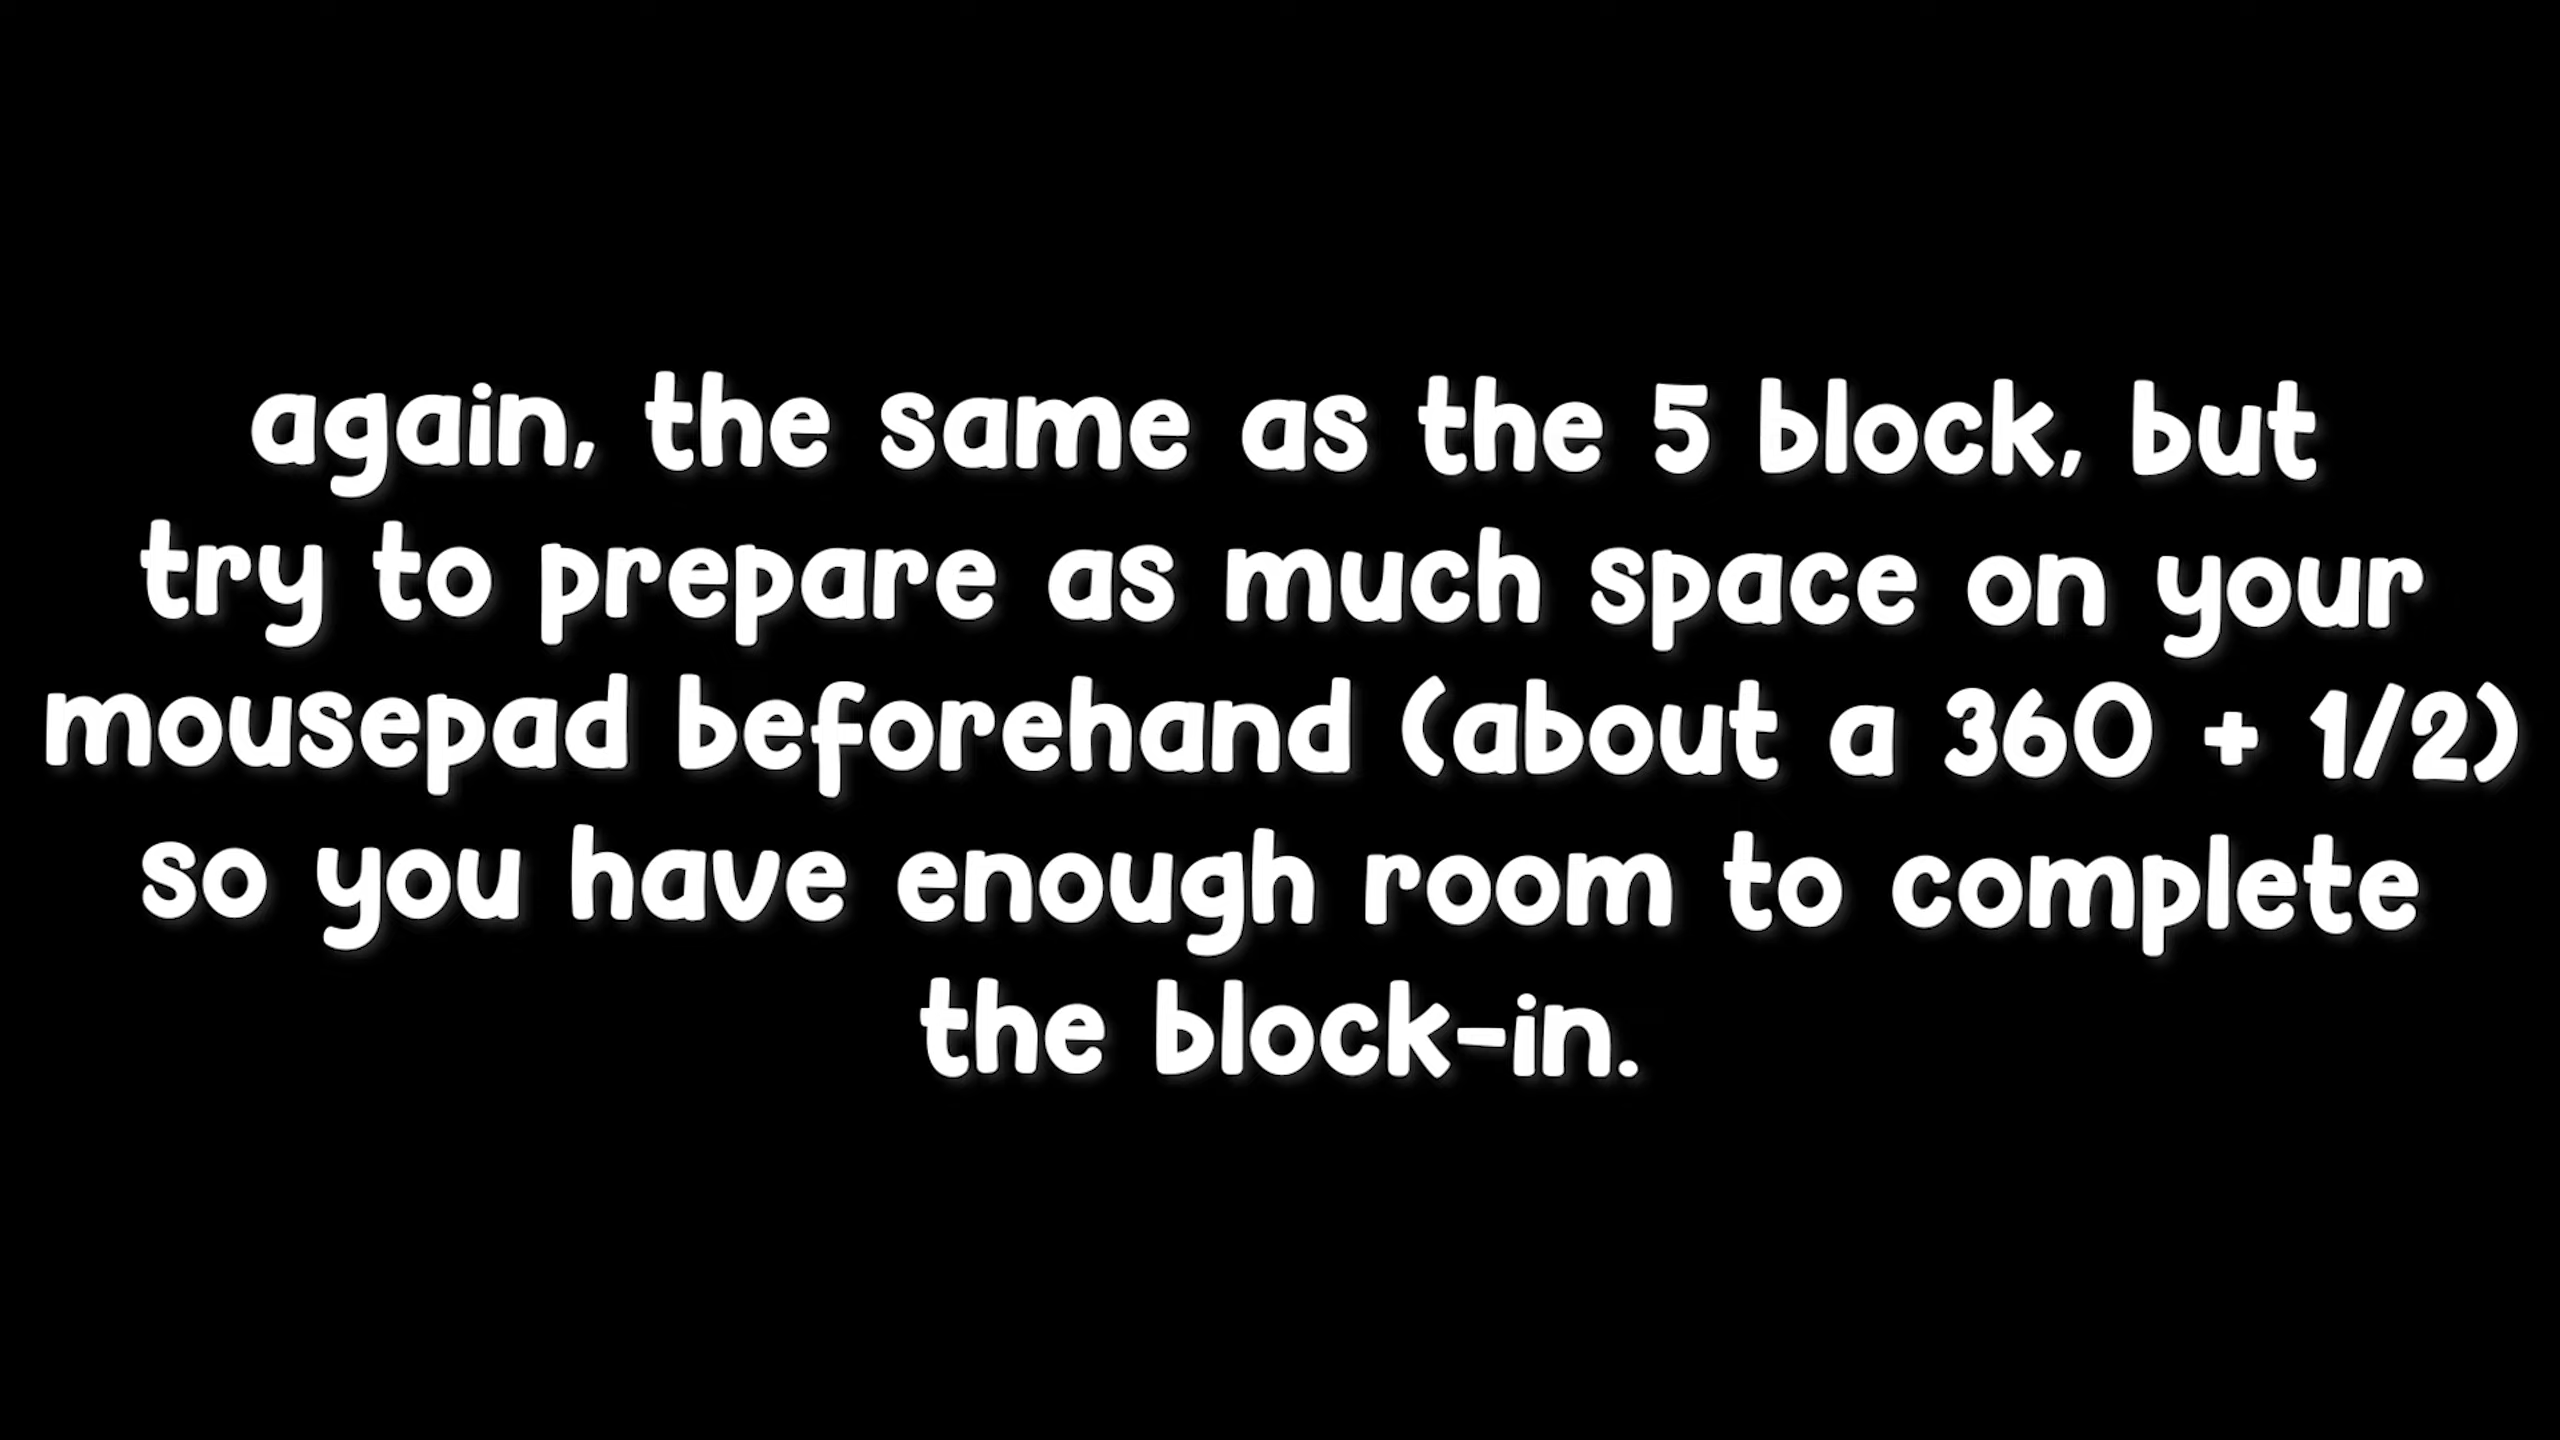 again, the same as the 5 block, but
try to prepare as much space on your
mousepad beforehand (about a 360 + 1/2)
so you have enough room to complete
the block-in.